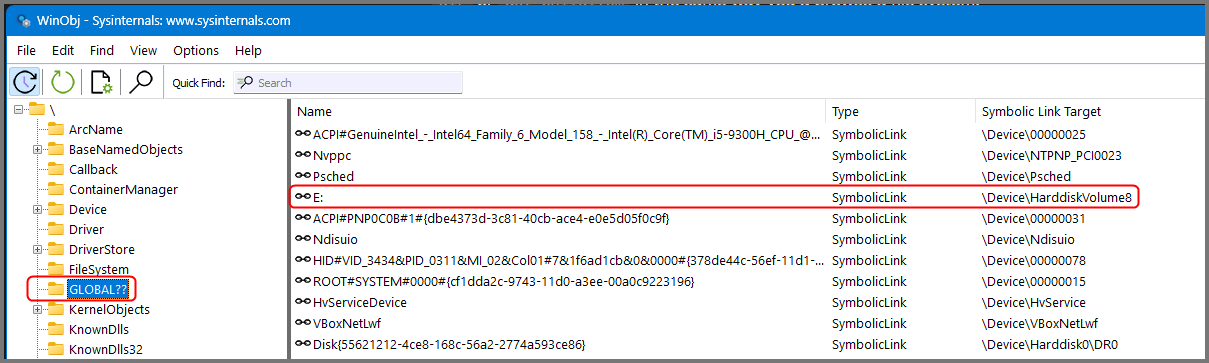 WinObj - Sysinternals: www.sysinternals.com
File Edit Find View Options Help
Quick Find: Search
\
ArcName
BaseNamedObjects
Callback
ContainerManager
Device
Driver
DriverStore
FileSystem
GLOBAL??
KernelObjects
KnownDlls
KnownDlls32
Name Type Symbolic Link Target
ACPI#GenuineIntel_-_Intel64_Family_6_Model_158_-_Intel(R)_Core(TM)_i5-9300H_CPU_@... SymbolicLink \Device\00000025
Nvppc SymbolicLink \Device\NTPNP_PCI0023
Psched SymbolicLink \Device\Psched
E: SymbolicLink \Device\HarddiskVolume8
ACPI#PNP0C0B#1#{dbe4373d-3c81-40cb-ace4-e0e5d05f0c9f} SymbolicLink \Device\00000031
Ndisuio SymbolicLink \Device\Ndisuio
HID#VID_3434&PID_0311&MI_02&Col01#7&1f6ad1cb&0&0000#{378de44c-56ef-11d1-... SymbolicLink \Device\00000078
ROOT#SYSTEM#0000#{cf1dda2c-9743-11d0-a3ee-00a0c9223196} SymbolicLink \Device\00000015
HvServiceDevice SymbolicLink \Device\HvService
VBoxNetLwf SymbolicLink \Device\VBoxNetLwf
Disk{55621212-4ce8-168c-56a2-2774a593ce86} SymbolicLink \Device\Harddisk0\DR0